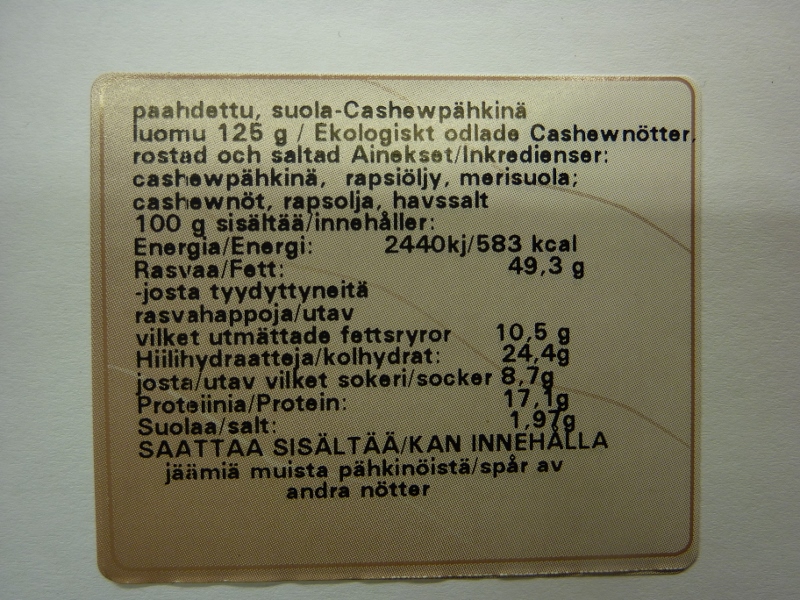 paahdettu, suola-Cashewpähkinä
luomu 125 g / Ekologiskt odlade Cashewnötter,
rostad och saltad Ainekset/Inkredienser:
cashewpähkinä, rapsiöljy, merisuola;
cashewnöt, rapsolja, havssalt
100 g sisältää/innehåller:
Energia/Energi: 2440kj/583 kcal
Rasvaa/Fett: 49,3 g
-josta tyydyttyneitä
rasvahappoja/utav
vilket utmättade fettsryror 10,5 g
Hiilihydraatteja/kolhydrat: 24,4g
josta/utav vilket sokeri/socker 8,7g
Proteiinia/Protein: 17,1g
Suolaa/salt: 1,97g
SAATTAA SISÄLTÄÄ/KAN INNEHÅLLA
jäämiä muista pähkinöistä/spår av
andra nötter